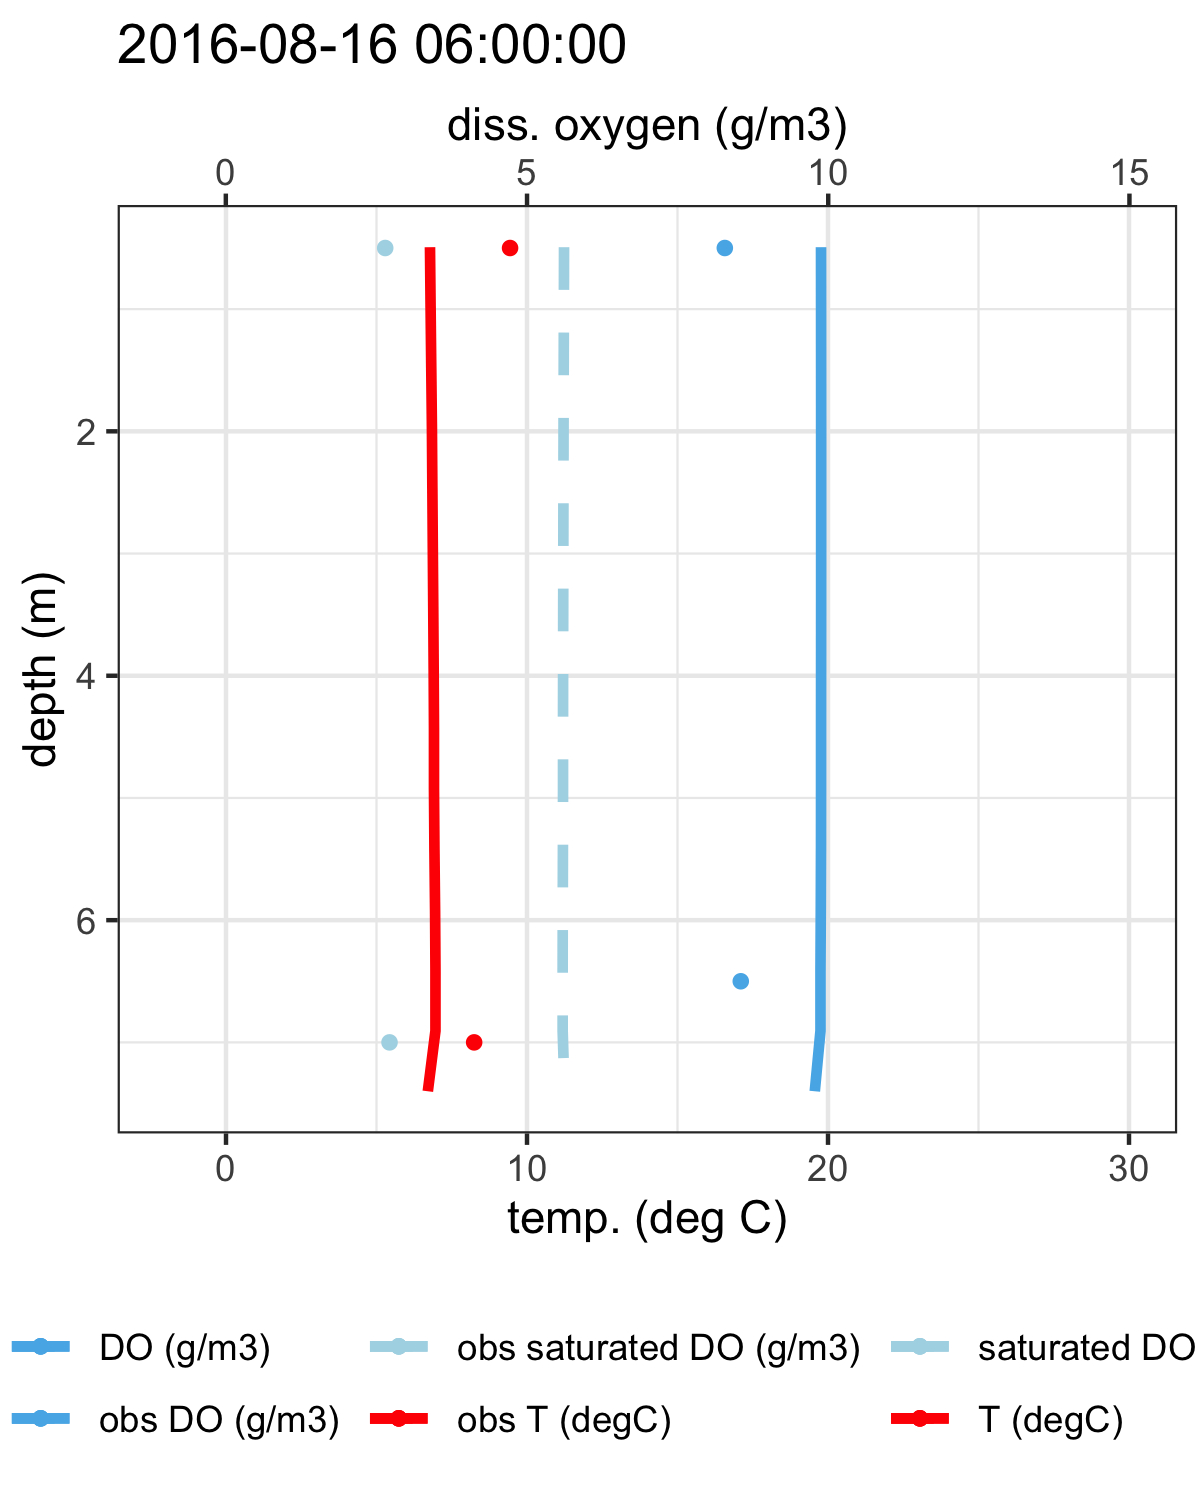 2016-08-16 06:00:00
diss. oxygen (g/m3)
0 5 10 15
2
4
6
depth (m)
0 10 20 30
temp. (deg C)
DO (g/m3) obs saturated DO (g/m3) saturated DO
obs DO (g/m3) obs T (degC) T (degC)